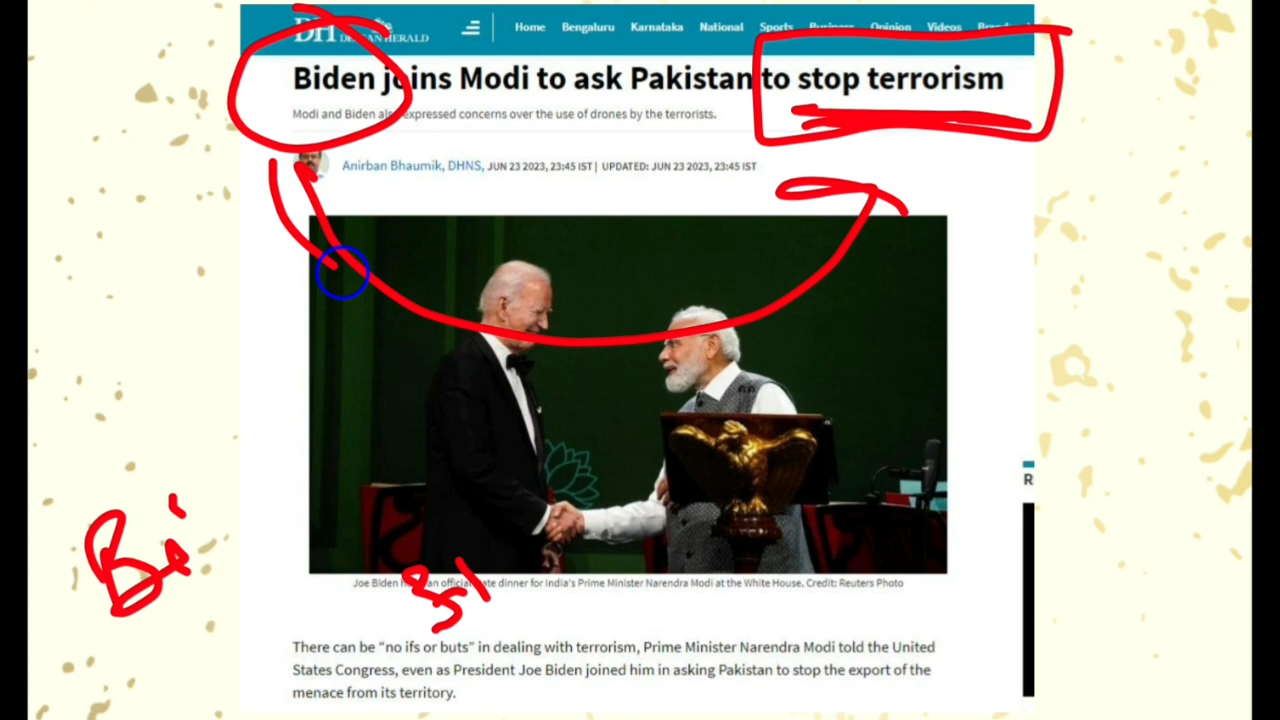 DH DECCAN HERALD
Home Bengaluru Karnataka National Sports Business Opinion Videos
Biden joins Modi to ask Pakistan to stop terrorism
Modi and Biden also expressed concerns over the use of drones by the terrorists.
Anirban Bhaumik, DHNS, JUN 23 2023, 23:45 IST | UPDATED: JUN 23 2023, 23:45 IST
R
Bi
Joe Biden an official dinner for India's Prime Minister Narendra Modi at the White House. Credit: Reuters Photo
There can be “no ifs or buts” in dealing with terrorism, Prime Minister Narendra Modi told the United
States Congress, even as President Joe Biden joined him in asking Pakistan to stop the export of the
menace from its territory.